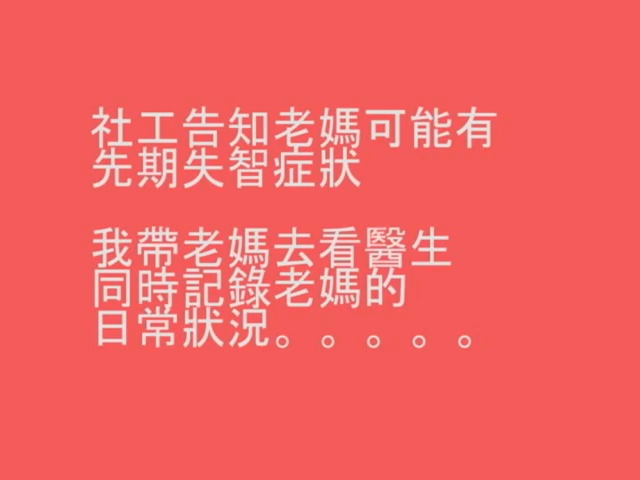 社工告知老媽可能有
先期失智症狀
我帶老媽去看醫生
同時記錄老媽的
日常狀況。。。。。